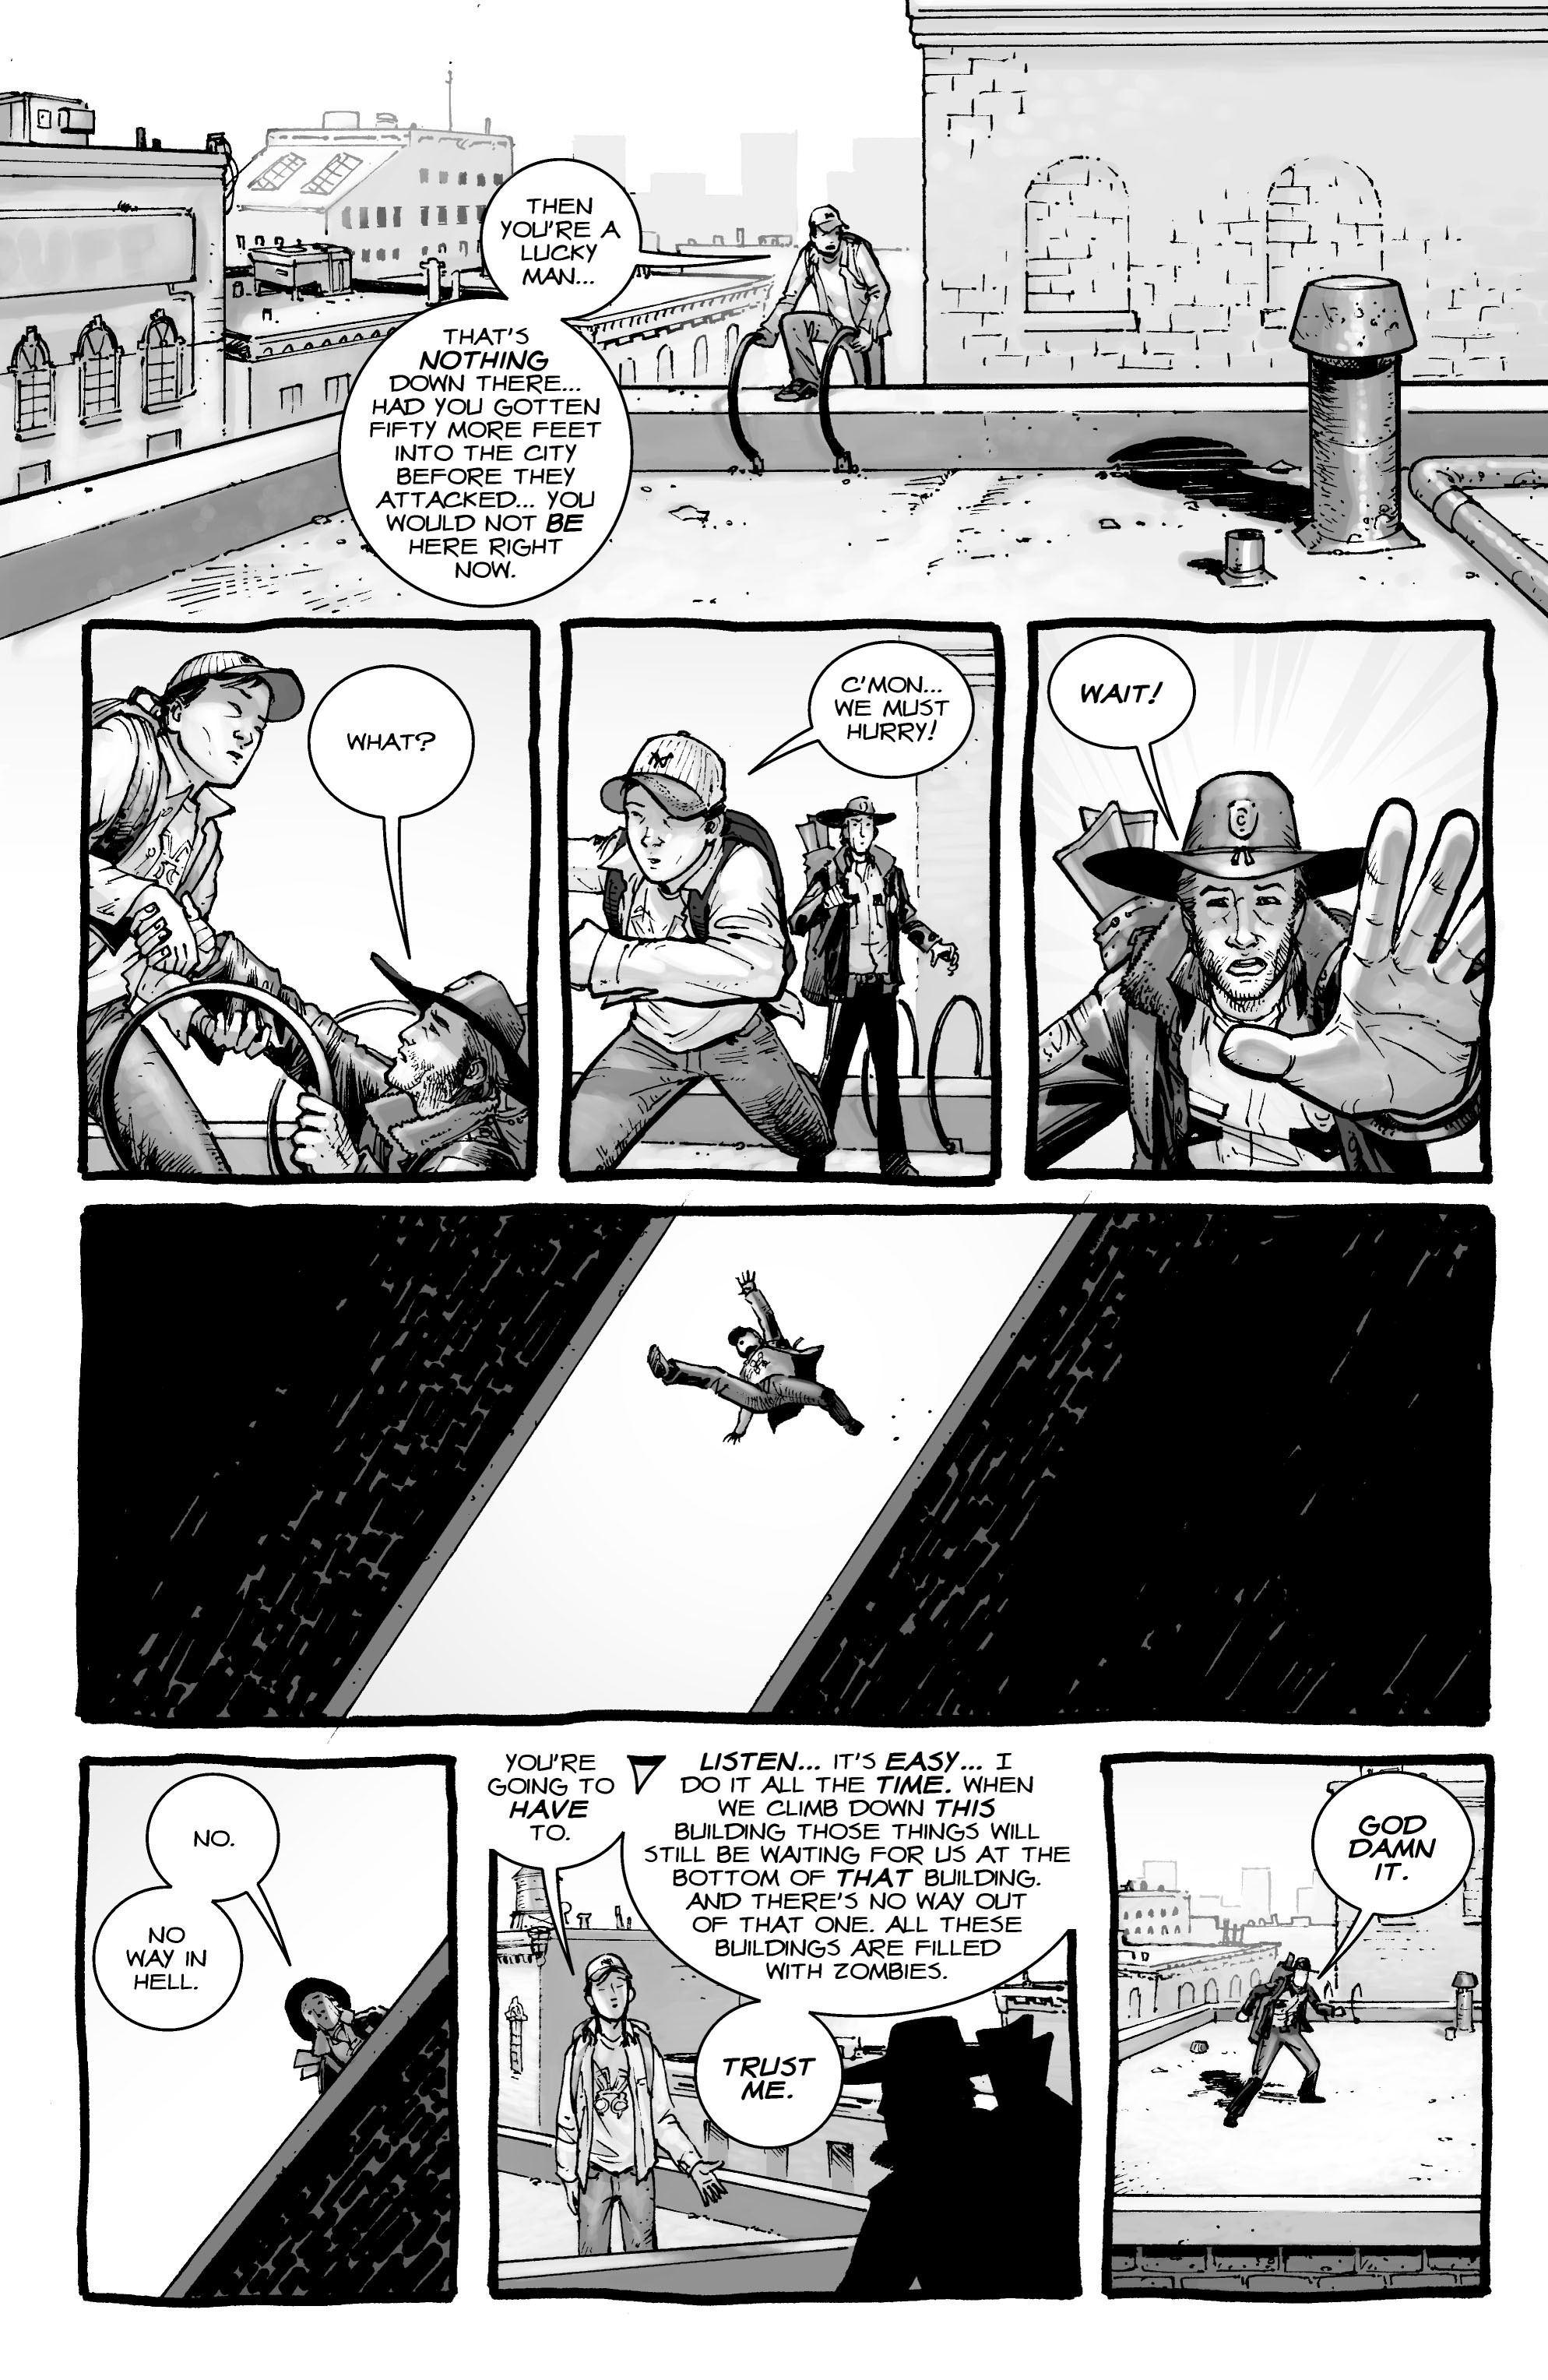 THEN
YOU'RE A
LUCKY
MAN...
THAT'S
NOTHING
DOWN THERE...
HAD YOU GOTTEN
FIFTY MORE FEET
INTO THE CITY
BEFORE THEY
ATTACKED... YOU
WOULD NOT BE
HERE RIGHT
NOW.
WHAT?
C'MON...
WE MUST
HURRY!
WAIT!
NO.
NO
WAY IN
HELL.
YOU'RE
GOING TO
HAVE
TO.
LISTEN... IT'S EASY... I
DO IT ALL THE TIME. WHEN
WE CLIMB DOWN THIS
BUILDING THOSE THINGS WILL
STILL BE WAITING FOR US AT THE
BOTTOM OF THAT BUILDING.
AND THERE'S NO WAY OUT
OF THAT ONE. ALL THESE
BUILDINGS ARE FILLED
WITH ZOMBIES.
TRUST
ME.
GOD
DAMN
IT.